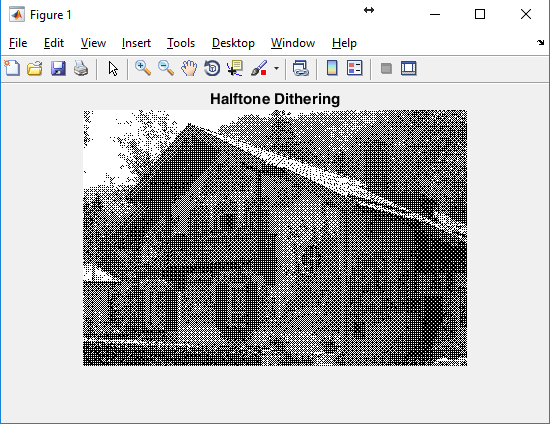 Figure 1
File Edit View Insert Tools Desktop Window Help
Halftone Dithering